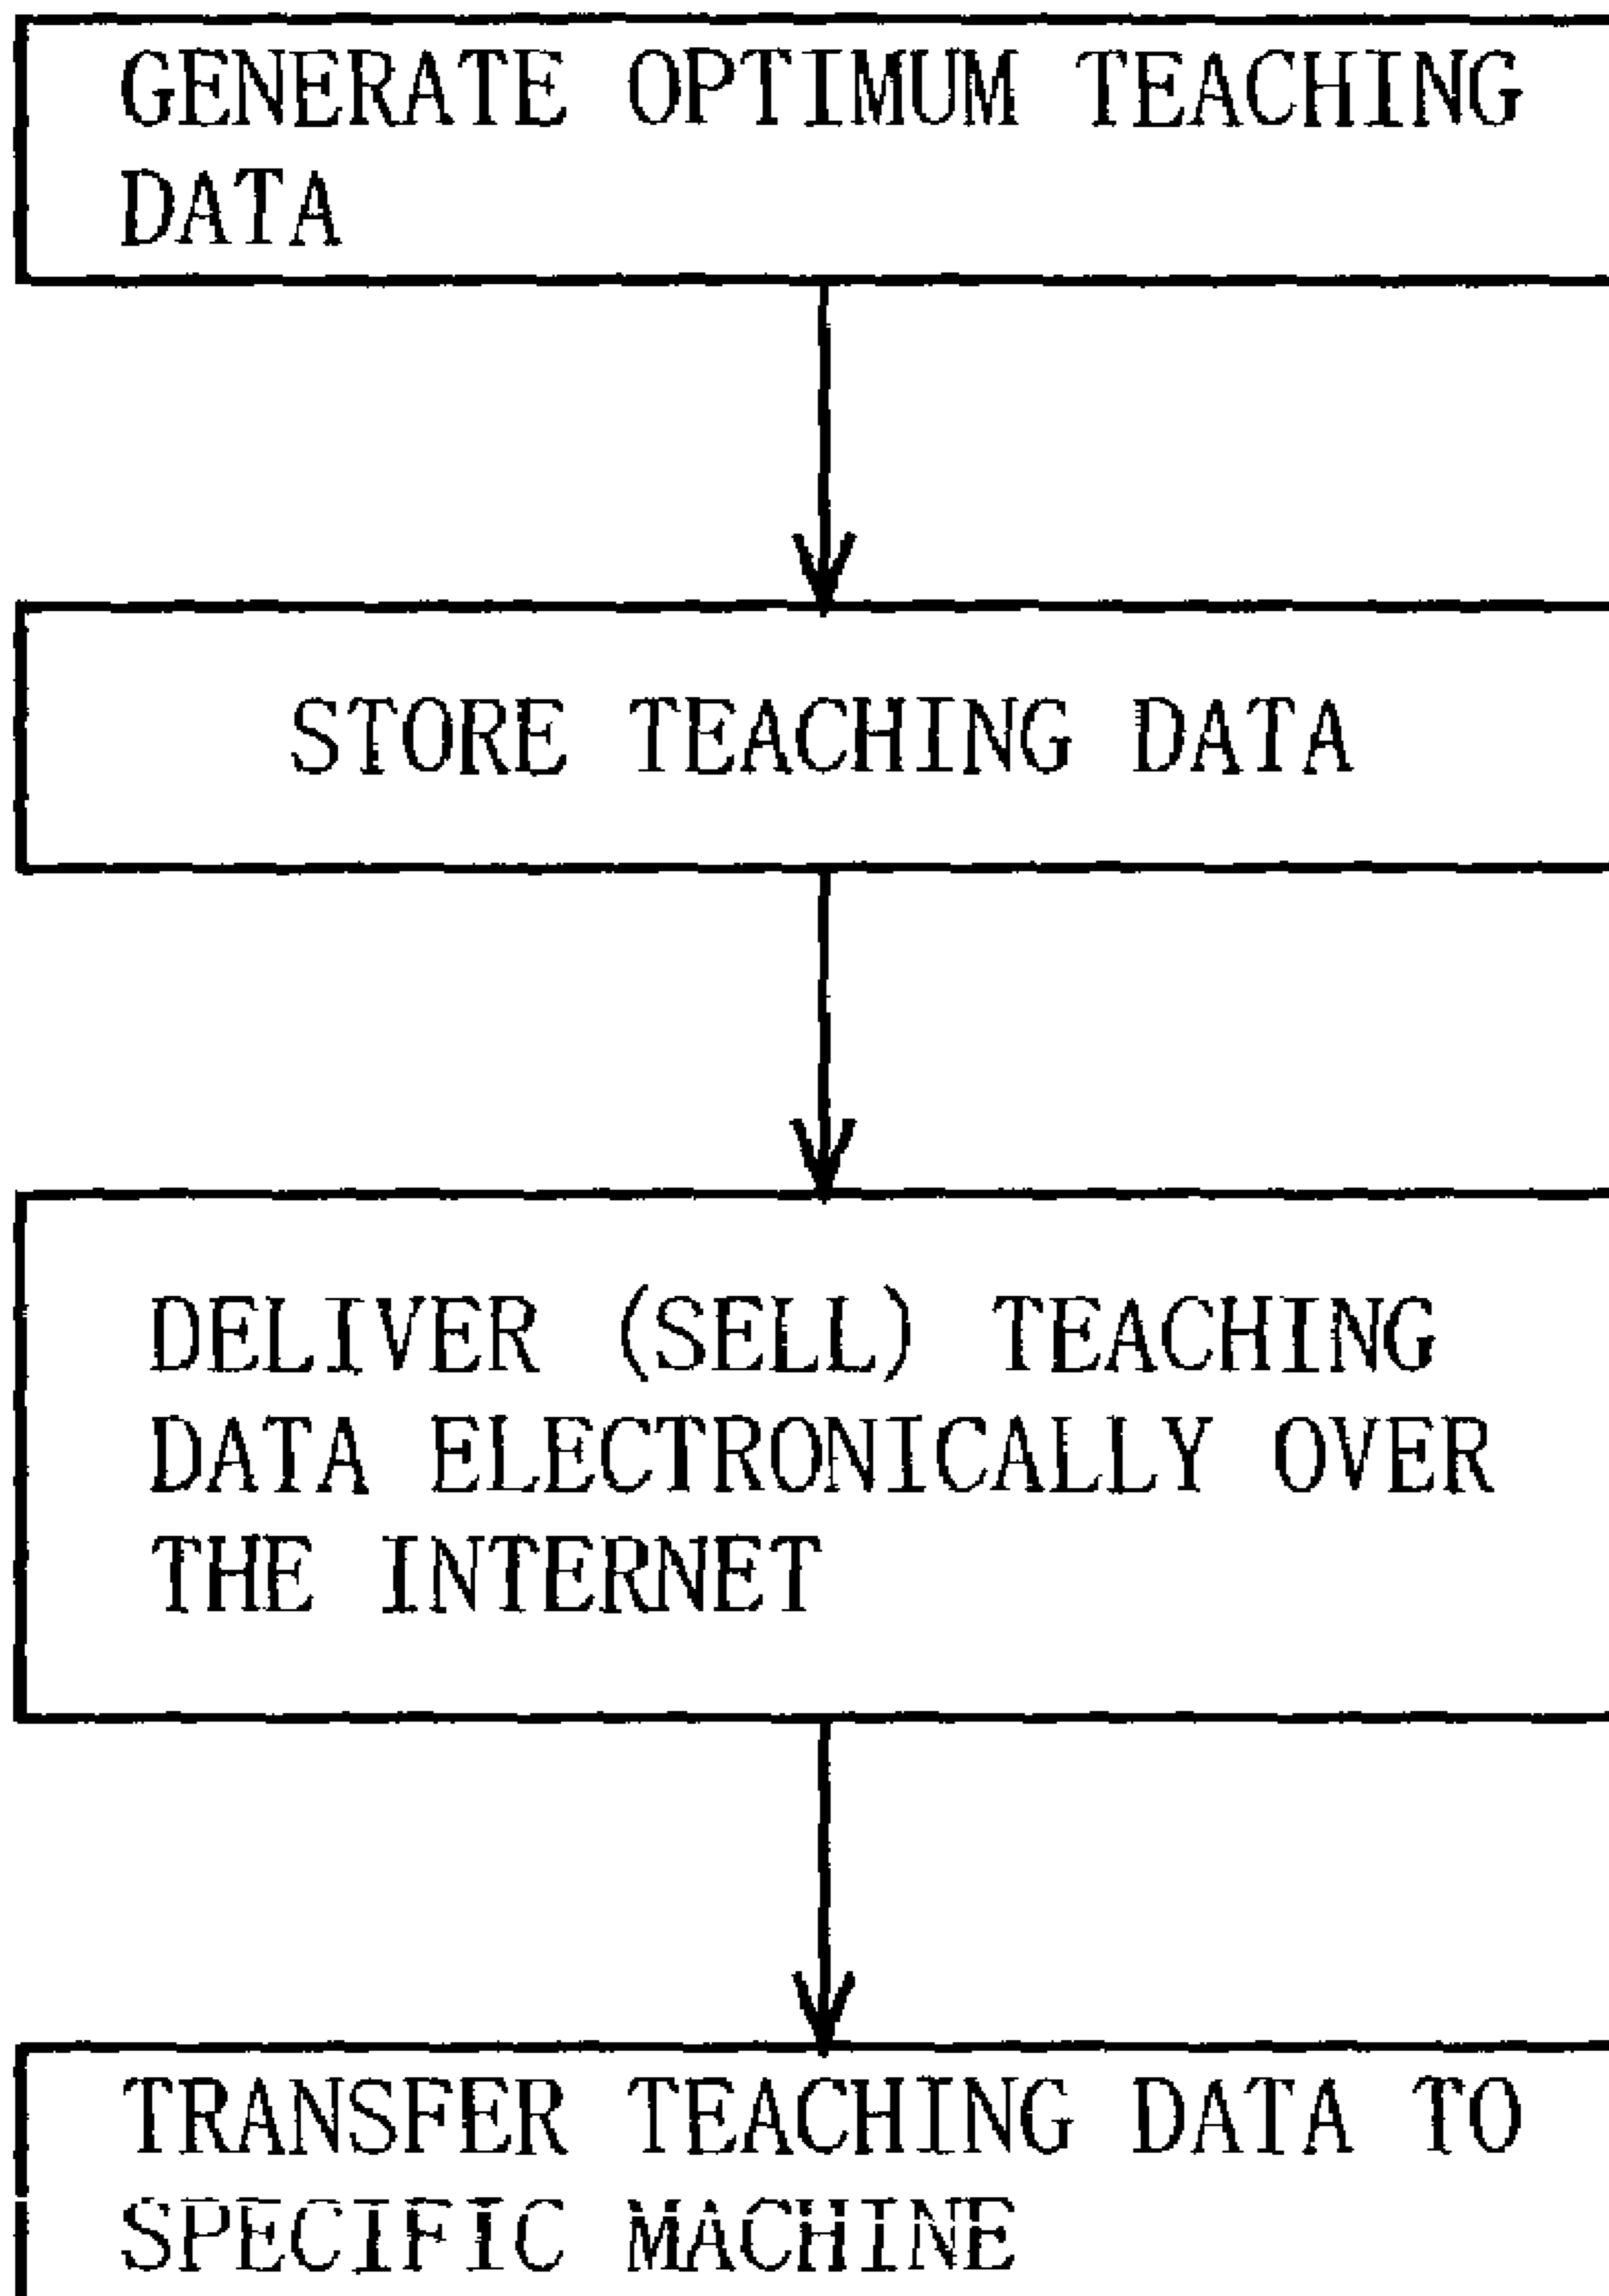 GENERATE OPTIMUM TEACHING
DATA
STORE TEACHING DATA
DELIVER (SELL) TEACHING
DATA ELECTRONICALLY OVER
THE INTERNET
TRANSFER TEACHING DATA TO
SPECIFIC MACHINE